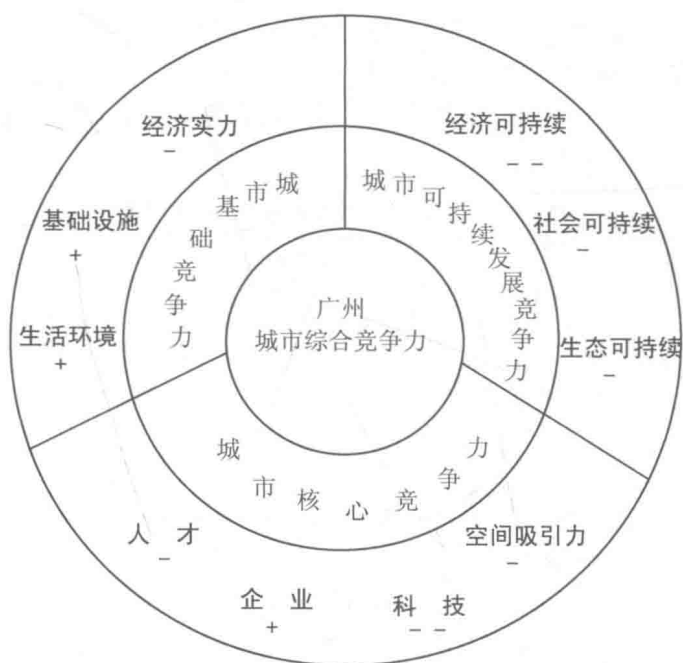 广州
城市综合竞争力
城市基础竞争力
经济实力
-
基础设施
+
生活环境
+
城市可持续发展竞争力
经济可持续
- -
社会可持续
-
生态可持续
-
城市核心竞争力
人 才
-
企 业
+
科 技
- -
空间吸引力
-